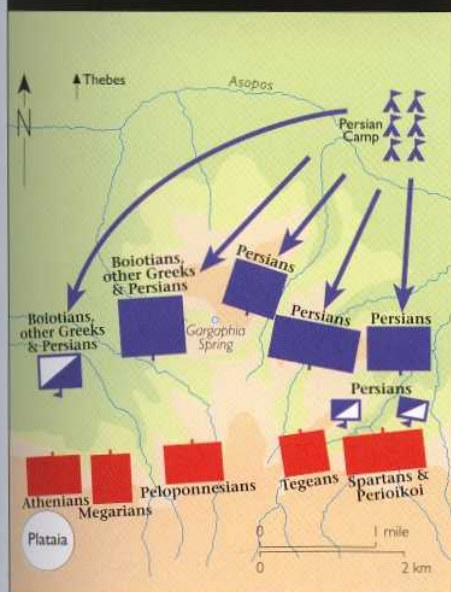 Thebes
Asopos
N
Persian
Camp
Persians
Boiotians,
other Greeks
& Persians
Boiotians,
other Greeks
& Persians
Gargaphia
Spring
Persians
Persians
Persians
Athenians
Megarians
Peloponnesians
Tegeans
Spartans &
Perioikoi
Plataia
0
1 mile
0
2 km